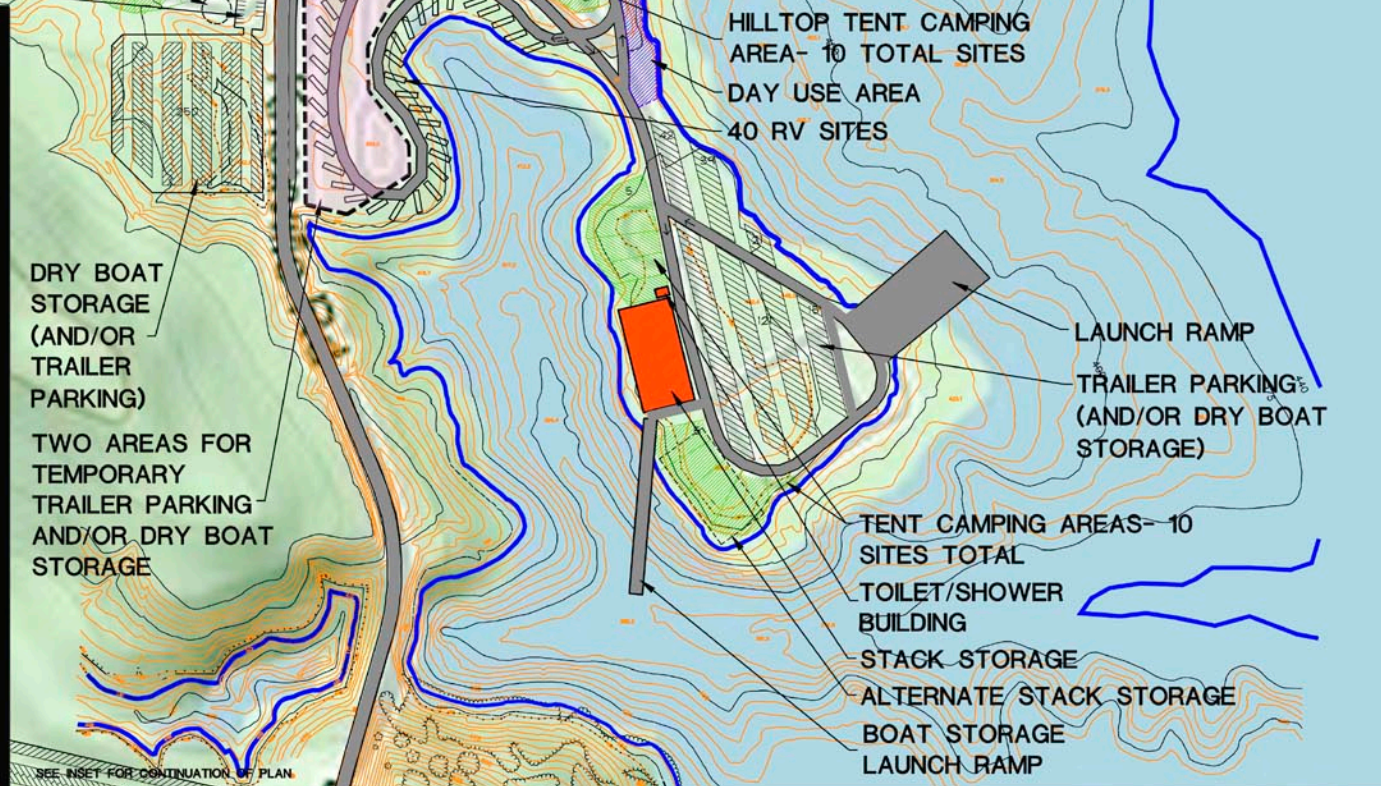 HILLTOP TENT CAMPING
AREA- 10 TOTAL SITES
DAY USE AREA
40 RV SITES
DRY BOAT
STORAGE
(AND/OR
TRAILER
PARKING)
TWO AREAS FOR
TEMPORARY
TRAILER PARKING
AND/OR DRY BOAT
STORAGE
LAUNCH RAMP
TRAILER PARKING
(AND/OR DRY BOAT
STORAGE)
440
5
121
TENT CAMPING AREAS- 10
SITES TOTAL
TOILET/SHOWER
BUILDING
STACK STORAGE
ALTERNATE STACK STORAGE
BOAT STORAGE
LAUNCH RAMP
SEE INSET FOR CONTINUATION OF PLAN